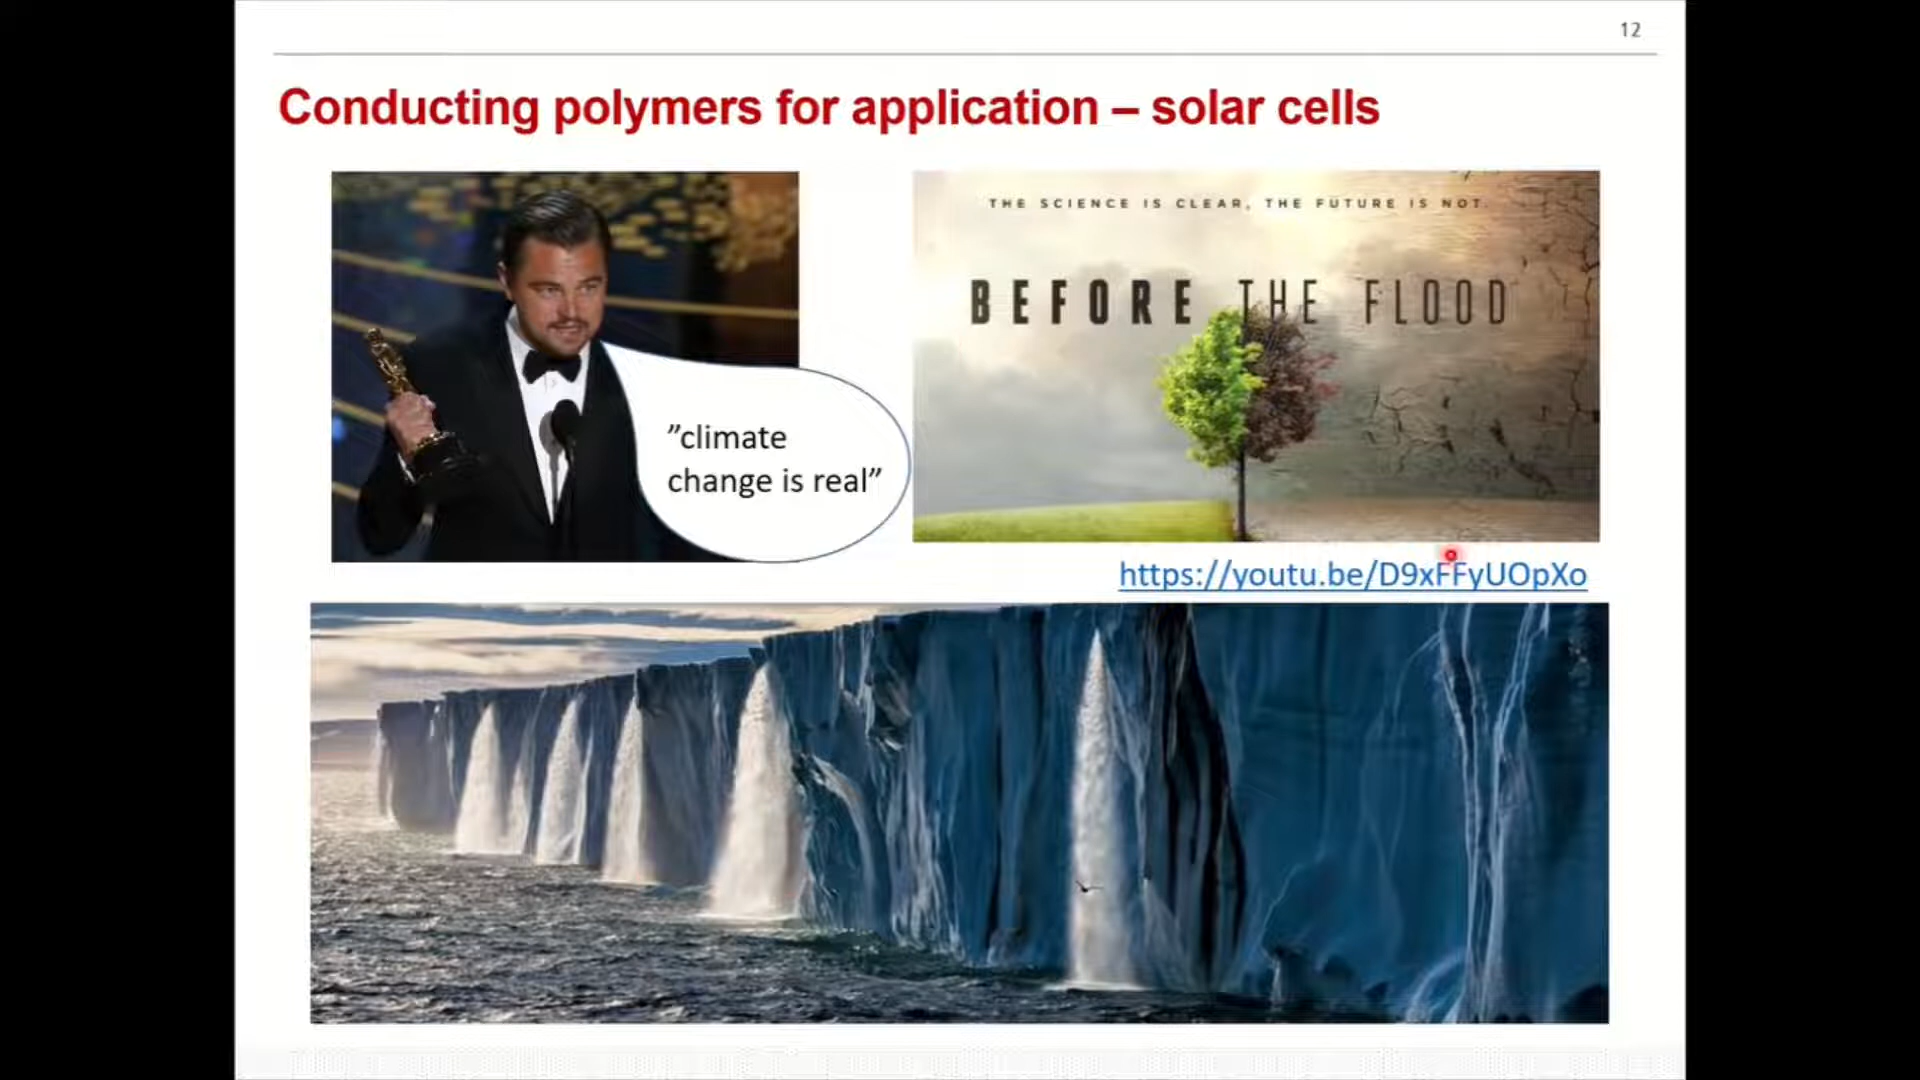 12
Conducting polymers for application – solar cells
THE SCIENCE IS CLEAR, THE FUTURE IS NOT.
BEFORE THE FLOOD
”climate
change is real”
https://youtu.be/D9xFFyUOpXo